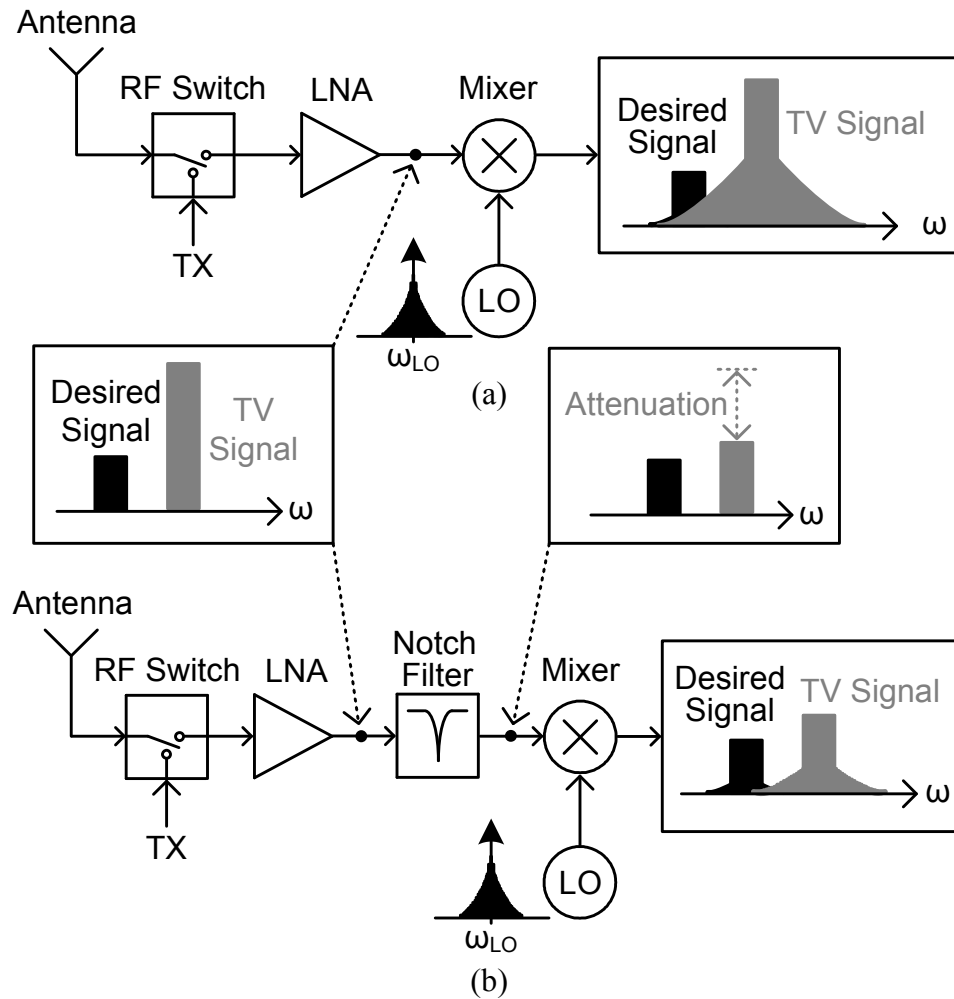 Antenna
RF Switch
LNA
Mixer
Desired
Signal
TV Signal
ω
TX
LO
ωLO
(a)
Desired
Signal
TV
Signal
ω
Attenuation
ω
Antenna
RF Switch
LNA
Notch
Filter
Mixer
Desired
Signal
TV Signal
ω
TX
LO
ωLO
(b)